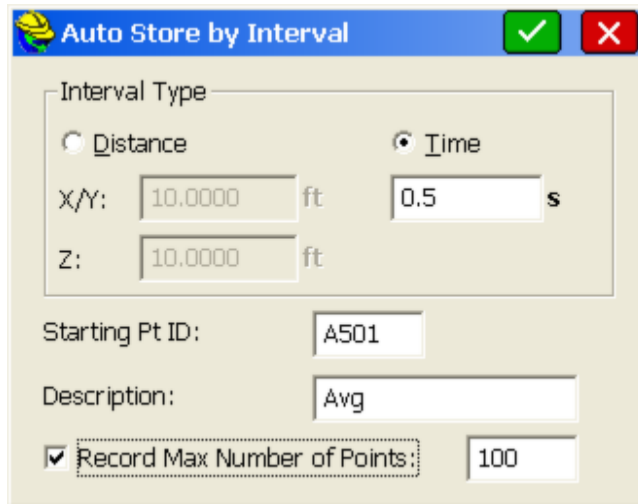 Auto Store by Interval
Interval Type
Distance Time
X/Y: 10.0000 ft 0.5 s
Z: 10.0000 ft
Starting Pt ID: A501
Description: Avg
Record Max Number of Points: 100